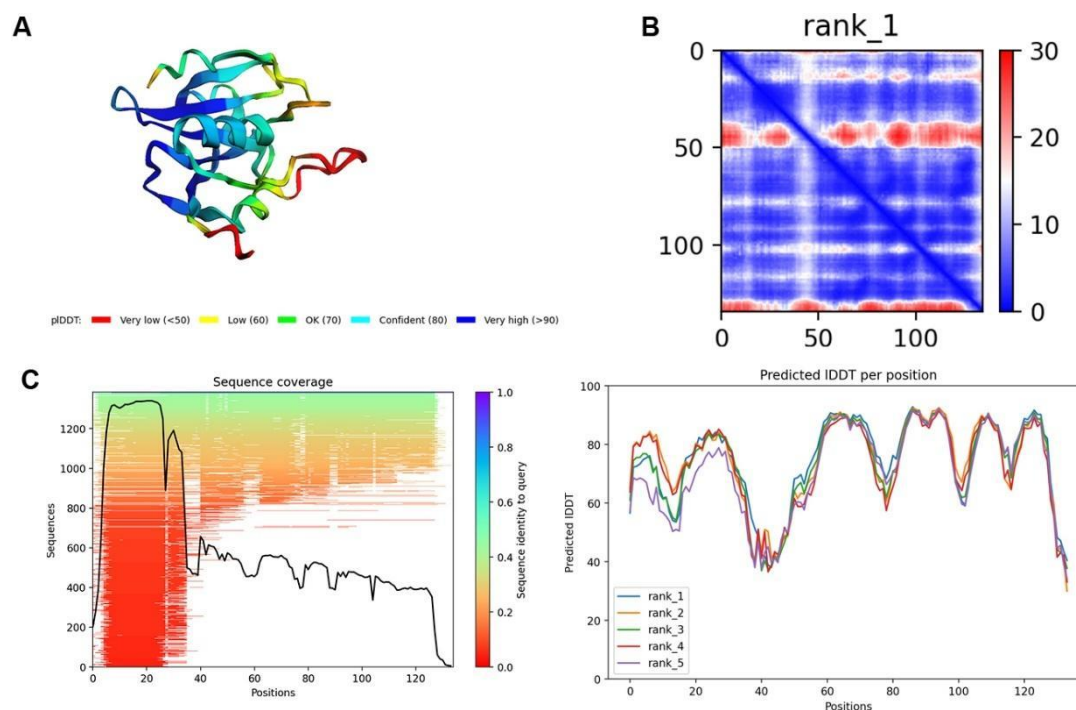 A
plDDT: Very low (<50) Low (60) OK (70) Confident (80) Very high (>90)
B
rank_1
0
50
100
0 50 100
30
20
10
0
C
Sequence coverage
Sequences
1200
1000
800
600
400
200
0
0 20 40 60 80 100 120
Positions
1.0
0.8
0.6
0.4
0.2
0.0
Sequence identity to query
Predicted lDDT per position
Predicted lDDT
100
80
60
40
20
0
rank_1
rank_2
rank_3
rank_4
rank_5
0 20 40 60 80 100 120
Positions